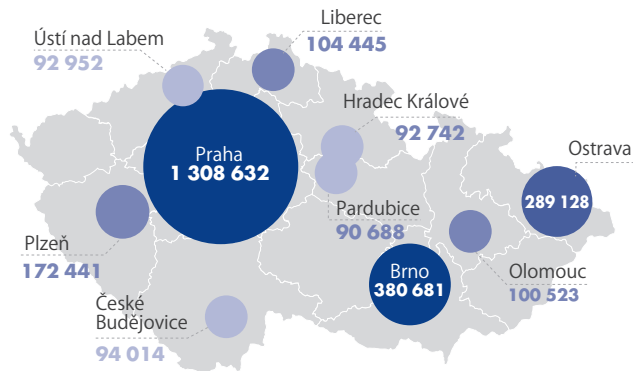 Liberec
104 445
Ústí nad Labem
92 952
Hradec Králové
92 742
Praha
1 308 632
Ostrava
289 128
Pardubice
90 688
Plzeň
172 441
Brno
380 681
Olomouc
100 523
České
Budějovice
94 014